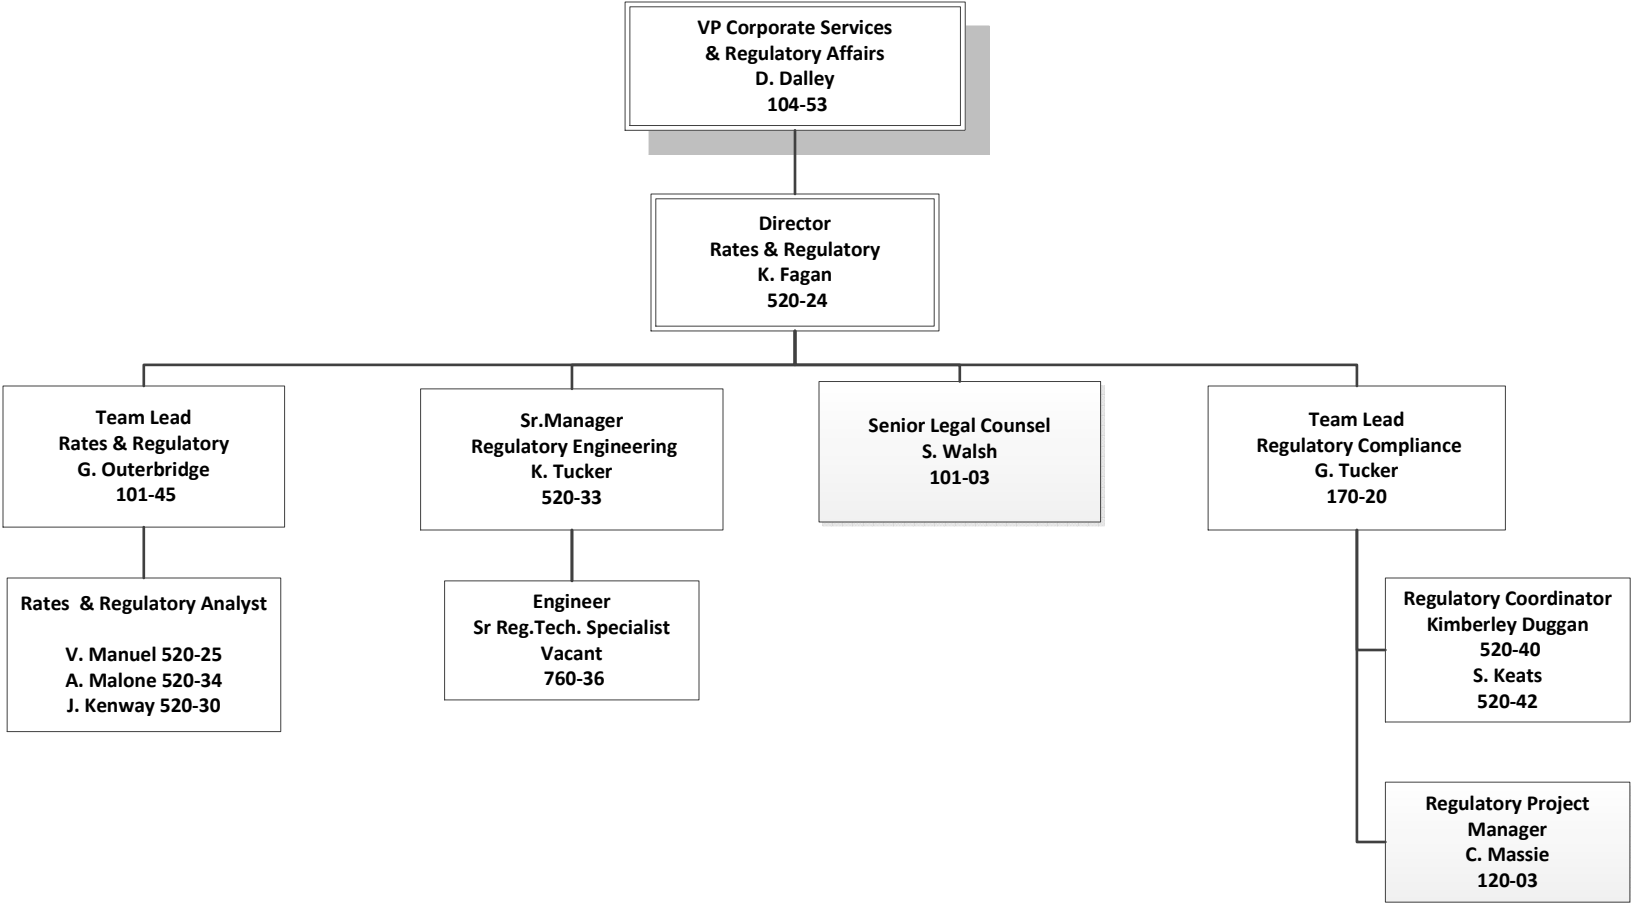 VP Corporate Services
& Regulatory Affairs
D. Dalley
104-53
Director
Rates & Regulatory
K. Fagan
520-24
Team Lead
Rates & Regulatory
G. Outerbridge
101-45
Sr.Manager
Regulatory Engineering
K. Tucker
520-33
Senior Legal Counsel
S. Walsh
101-03
Team Lead
Regulatory Compliance
G. Tucker
170-20
Rates & Regulatory Analyst
V. Manuel 520-25
A. Malone 520-34
J. Kenway 520-30
Engineer
Sr Reg.Tech. Specialist
Vacant
760-36
Regulatory Coordinator
Kimberley Duggan
520-40
S. Keats
520-42
Regulatory Project
Manager
C. Massie
120-03